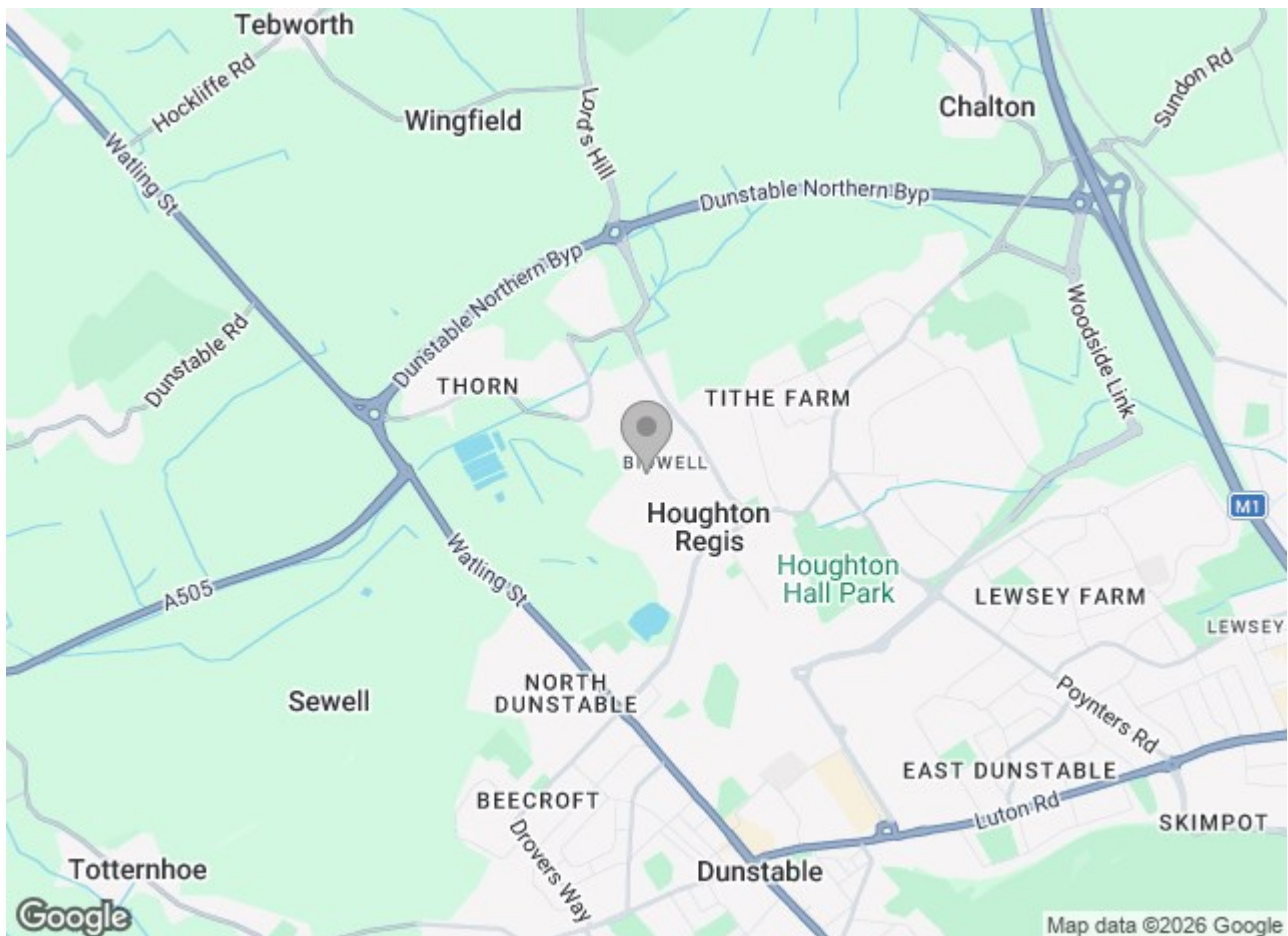 Tebworth
Hockliffe Rd
Wingfield
Lord's Hill
Chalton
Sundon Rd
Watling St
Dunstable Northern Byp
Dunstable Northern Byp
Dunstable Rd
THORN
TITHE FARM
Woodside Link
Houghton
Regis
M1
Watling St
Houghton
Hall Park
A505
LEWSEY FARM
LEWSEY
NORTH
DUNSTABLE
Sewell
Poynters Rd
EAST DUNSTABLE
BEECROFT
Luton Rd
SKIMPOT
Drovers Way
Totternhoe
Dunstable
Google
Map data ©2026 Google